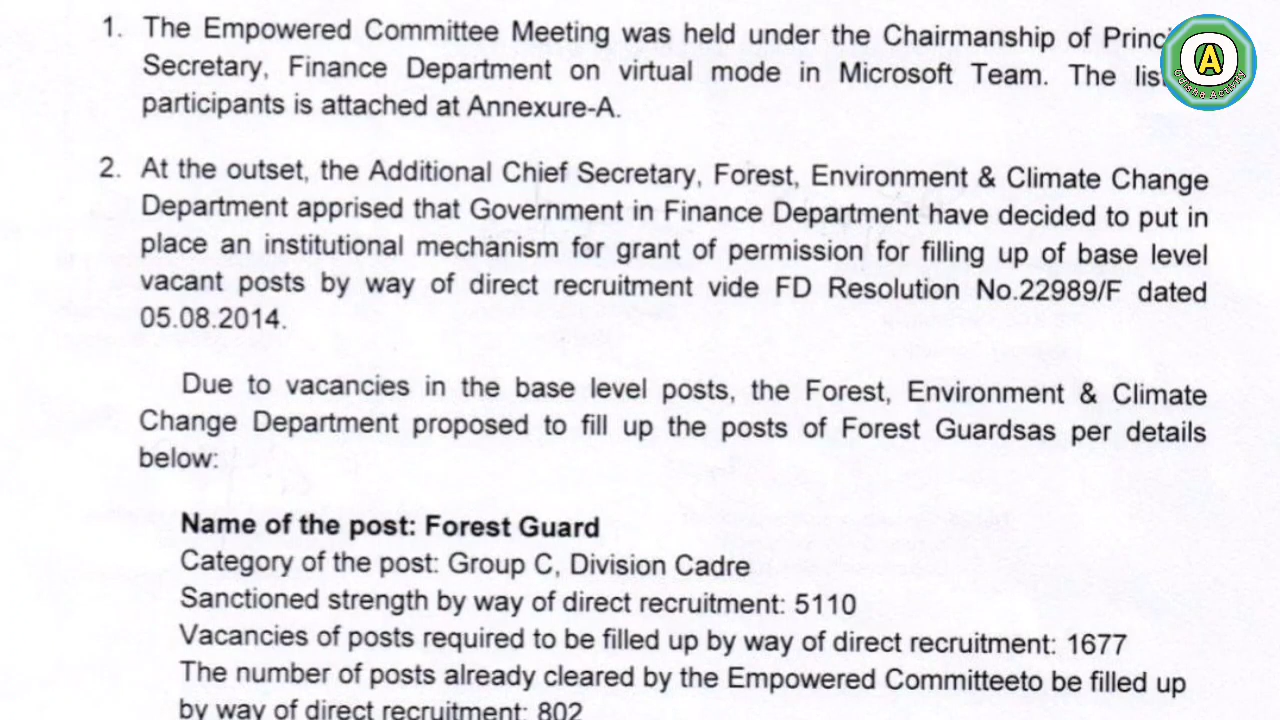 1. The Empowered Committee Meeting was held under the Chairmanship of
Secretary, Finance Department on virtual mode in Microsoft Team. The
participants is attached at Annexure-A.
2. At the outset, the Additional Chief Secretary, Forest, Environment & Climate Change
Department apprised that Government in Finance Department have decided to put in
place an institutional mechanism for grant of permission for filling up of base level
vacant posts by way of direct recruitment vide FD Resolution No.22989/F dated
05.08.2014.
Due to vacancies in the base level posts, the Forest, Environment & Climate
Change Department proposed to fill up the posts of Forest Guardsas per details
below:
Name of the post: Forest Guard
Category of the post: Group C, Division Cadre
Sanctioned strength by way of direct recruitment: 5110
Vacancies of posts required to be filled up by way of direct recruitment: 1677
The number of posts already cleared by the Empowered Committeeto be filled up
by way of direct recruitment: 802
A